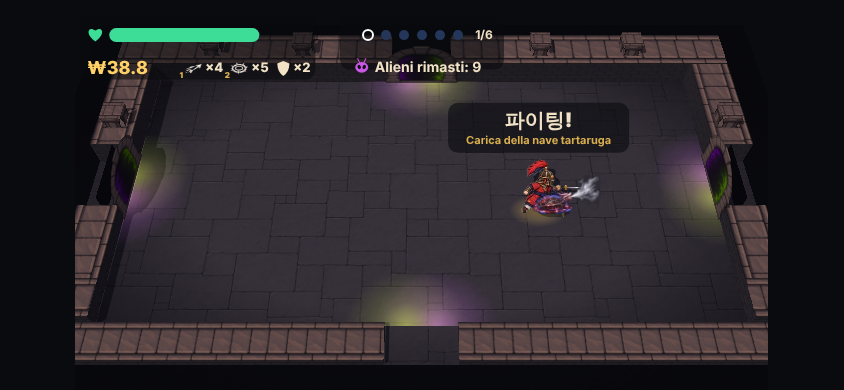 1/6
₩38.8
1 ×4 2 ×5 ×2
Alieni rimasti: 9
파이팅!
Carica della nave tartaruga